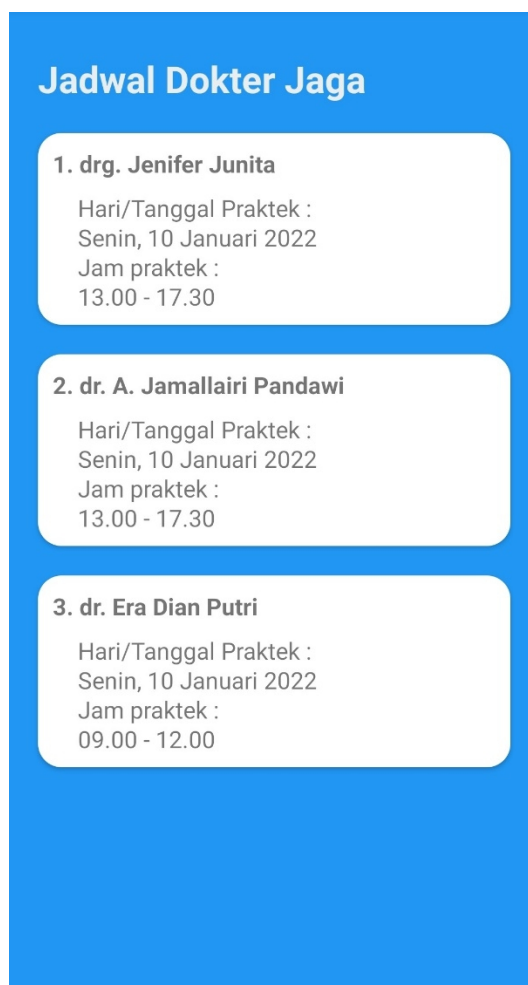 Jadwal Dokter Jaga
1. drg. Jenifer Junita
Hari/Tanggal Praktek :
Senin, 10 Januari 2022
Jam praktek :
13.00 - 17.30
2. dr. A. Jamallairi Pandawi
Hari/Tanggal Praktek :
Senin, 10 Januari 2022
Jam praktek :
13.00 - 17.30
3. dr. Era Dian Putri
Hari/Tanggal Praktek :
Senin, 10 Januari 2022
Jam praktek :
09.00 - 12.00